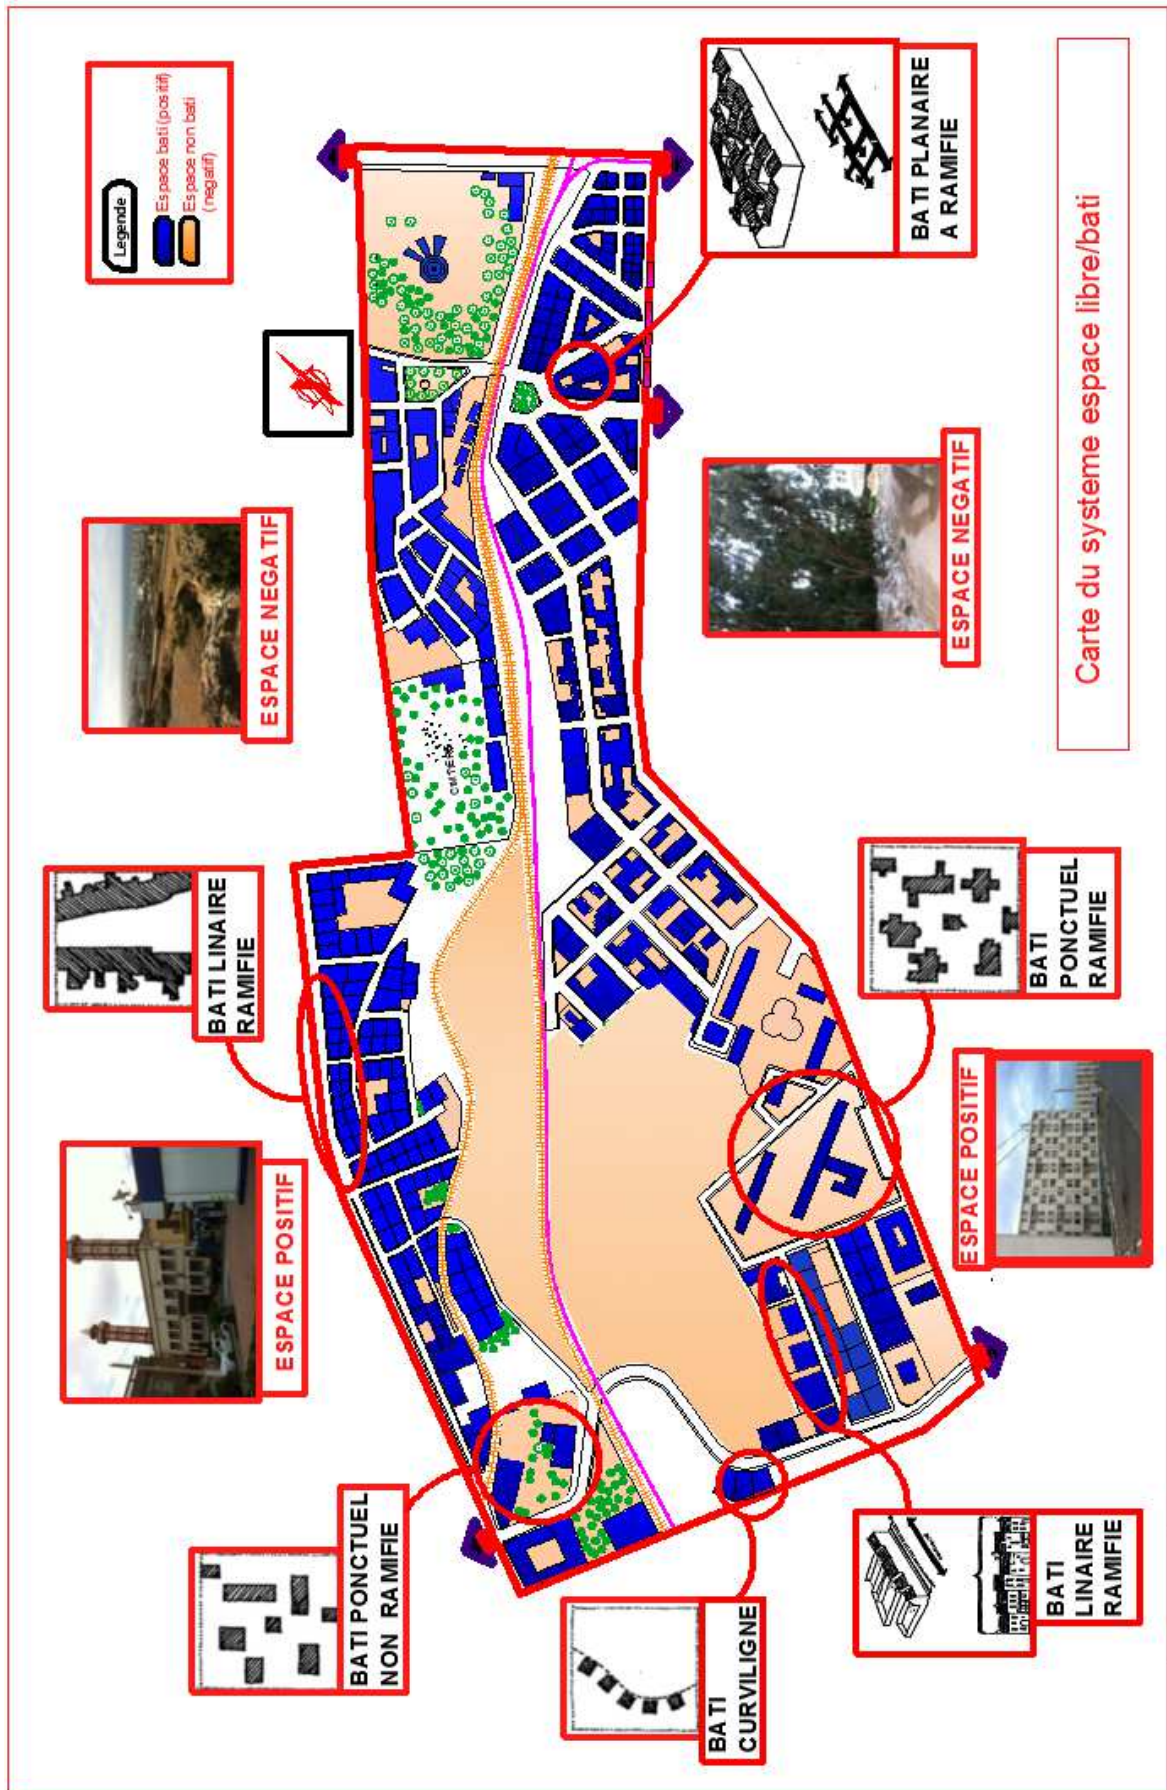 BATI PONCTUEL
NON RAMIFIE
ESPACE POSITIF
BATI LINAIRE
RAMIFIE
ESPACE NEGATIF
Legende
Espace bati (positif)
Espace non bati
(negatif)
BATI
CURVILIGNE
BATI
LINAIRE
RAMIFIE
ESPACE POSITIF
BATI
PONCTUEL
RAMIFIE
ESPACE NEGATIF
BATI PLANAIRE
A RAMIFIE
Carte du systeme espace libre/bati